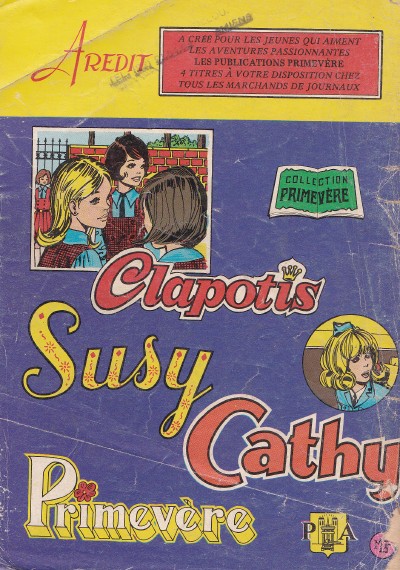 AREDIT
A CRÉÉ POUR LES JEUNES QUI AIMENT
LES AVENTURES PASSIONNANTES
LES PUBLICATIONS PRIMEVÈRE
4 TITRES À VOTRE DISPOSITION CHEZ
TOUS LES MARCHANDS DE JOURNAUX
COLLECTION
PRIMEVÈRE
Clapotis
Susy
Cathy
Primevère
P A